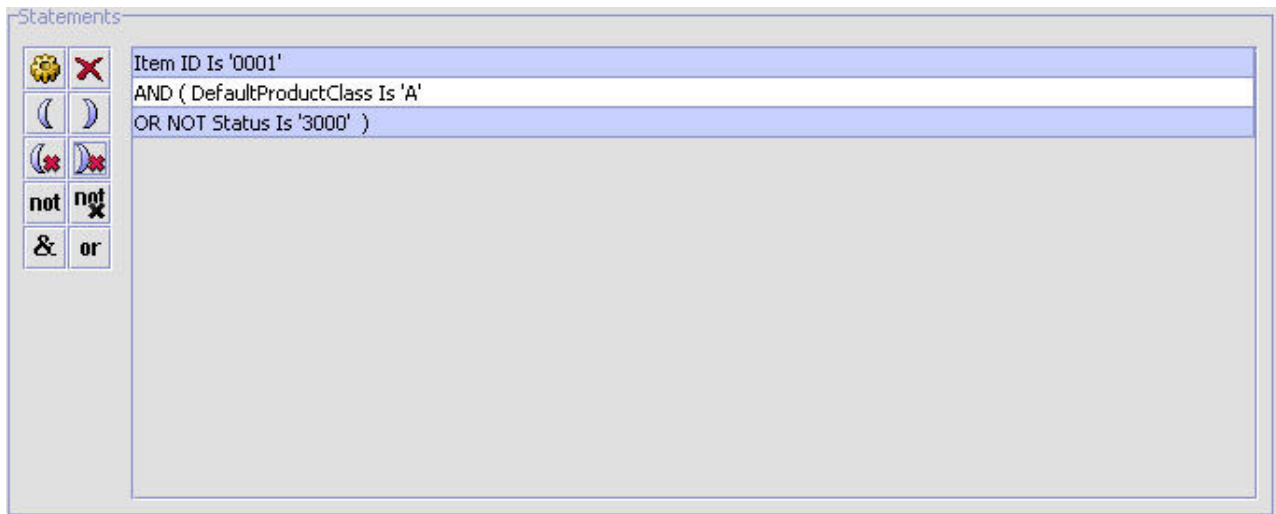 Statements
Item ID Is '0001'
AND ( DefaultProductClass Is 'A'
OR NOT Status Is '3000' )
( )
( )
not not
& or